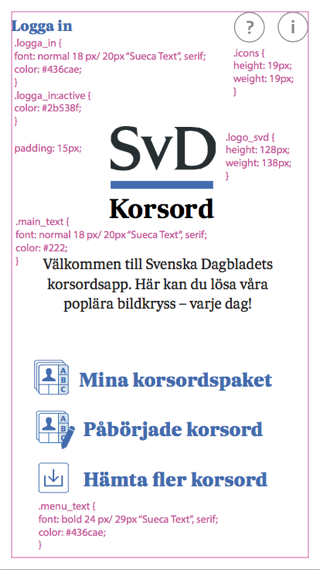 Logga in
? i
.logga_in {
font: normal 18 px/ 20px "Sueca Text", serif;
color: #436cae;
}
.logga_in:active {
color: #2b538f;
}
.icons {
height: 19px;
weight: 19px;
}
padding: 15px;
SvD
Korsord
.logo_svd {
height: 128px;
weight: 138px;
}
.main_text {
font: normal 18 px/ 20px "Sueca Text", serif;
color: #222;
}
Välkommen till Svenska Dagbladets
korsordsapp. Här kan du lösa våra
poplära bildkryss – varje dag!
A
B
C
Mina korsordspaket
A
B
C
Påbörjade korsord
Hämta fler korsord
.menu_text {
font: bold 24 px/ 29px "Sueca Text", serif;
color: #436cae;
}